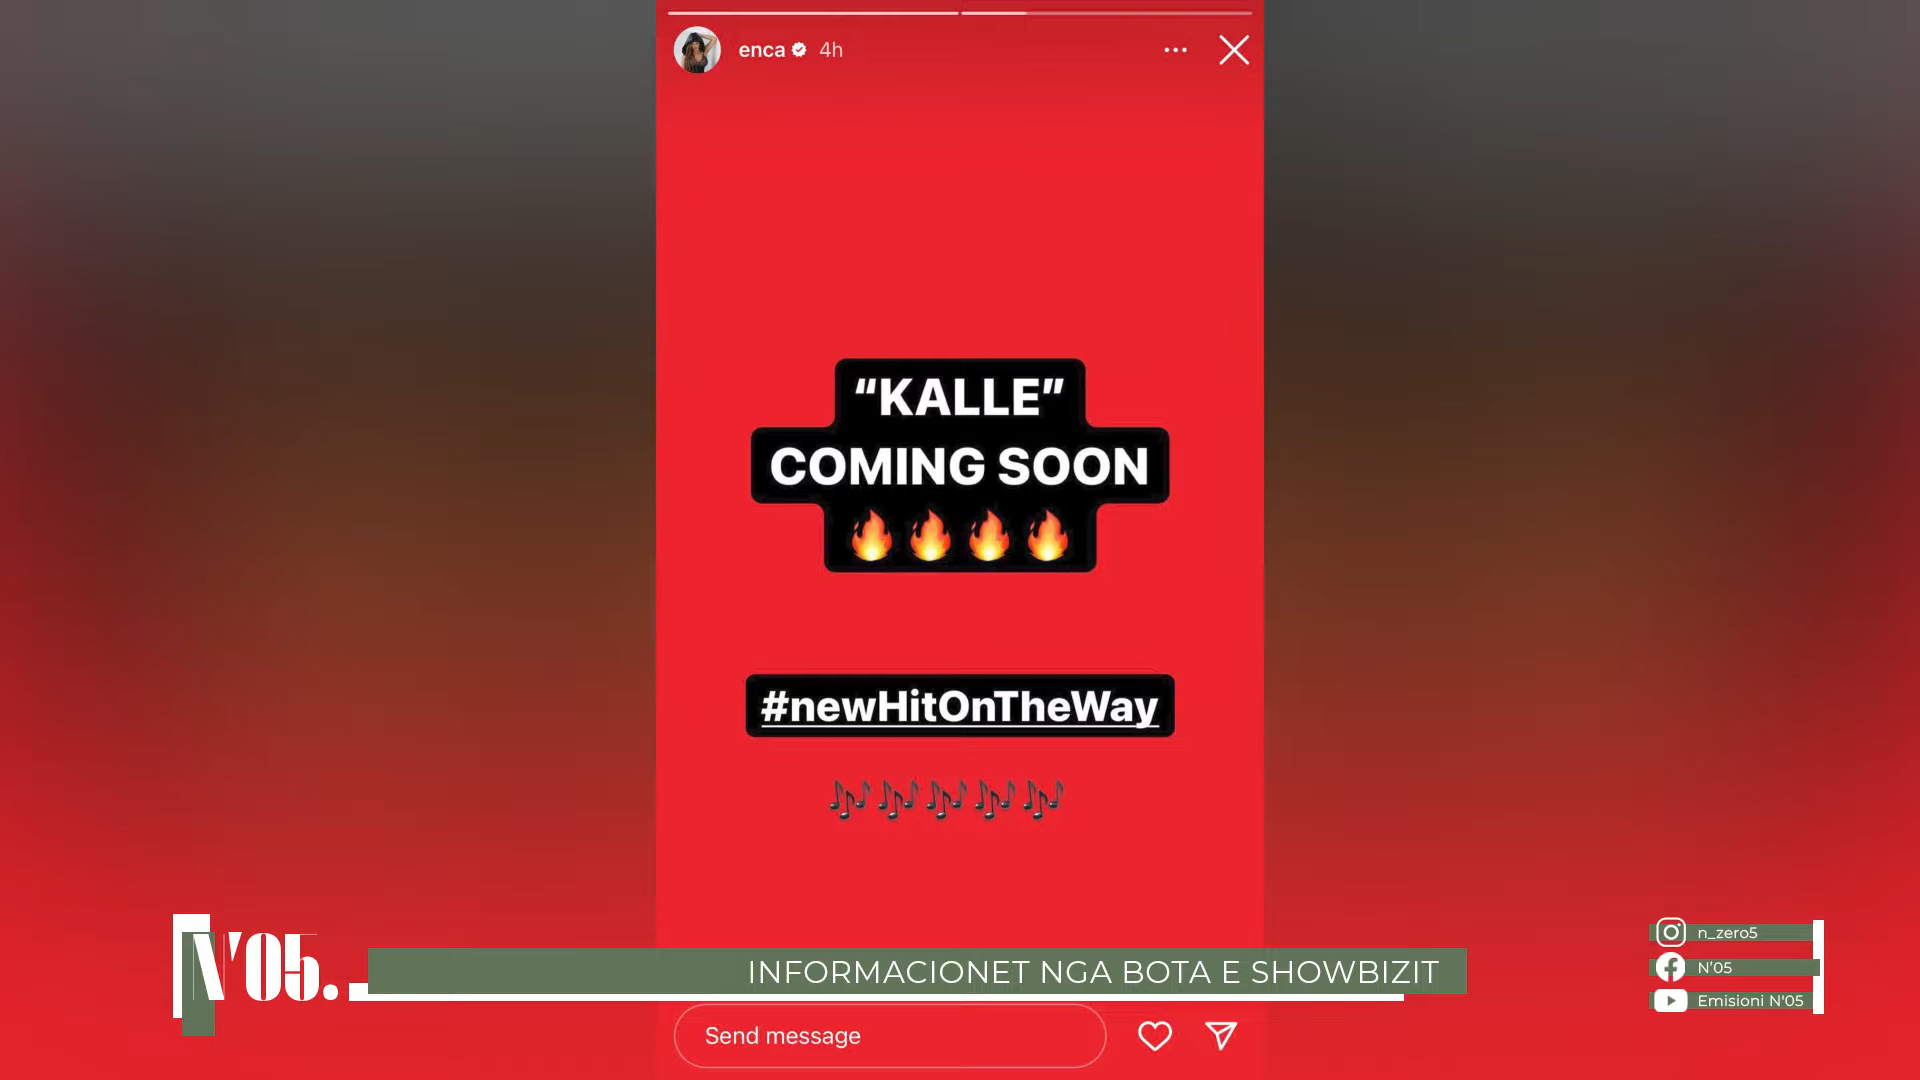 enca 4h
“KALLE”
COMING SOON
🔥🔥🔥🔥
#newHitOnTheWay
🎶🎶🎶🎶🎶
N'05.
INFORMACIONET NGA BOTA E SHOWBIZIT
n_zero5
N'05
Emisioni N'05
Send message